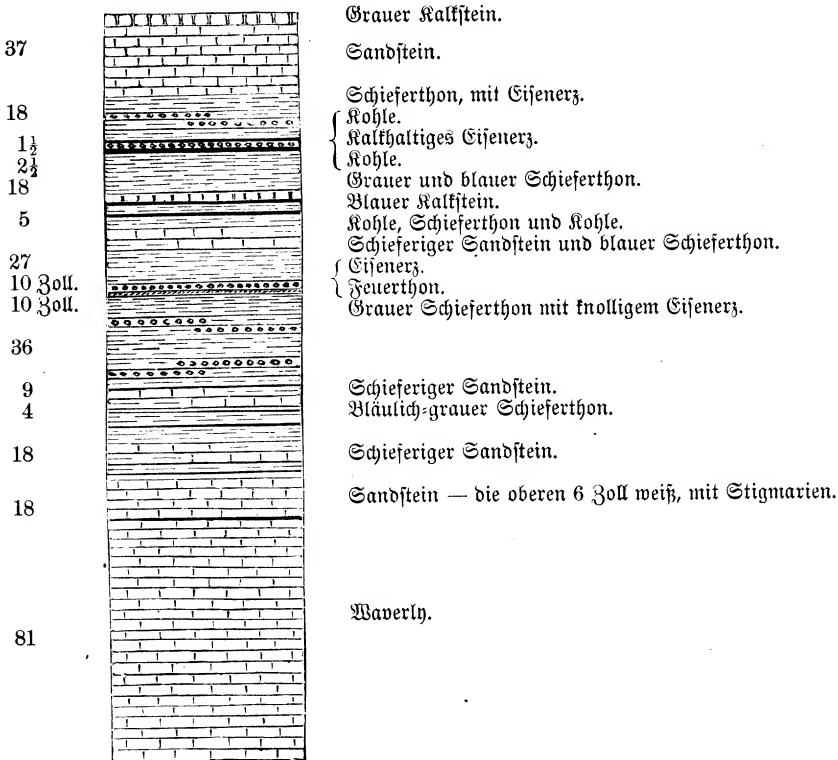 Grauer Kalkstein.
37 Sandstein.
Schieferthon, mit Eisenerz.
18 Kohle.
Kalkhaltiges Eisenerz.
1½ Kohle.
2½ Grauer und blauer Schieferthon.
18 Blauer Kalkstein.
5 Kohle, Schieferthon und Kohle.
Schieferiger Sandstein und blauer Schieferthon.
27 Eisenerz.
10 Zoll. Feuerthon.
10 Zoll. Grauer Schieferthon mit knolligem Eisenerz.
36
9 Schieferiger Sandstein.
4 Bläulich-grauer Schieferthon.
18 Schieferiger Sandstein.
18 Sandstein — die oberen 6 Zoll weiß, mit Stigmarien.
Waverly.
81